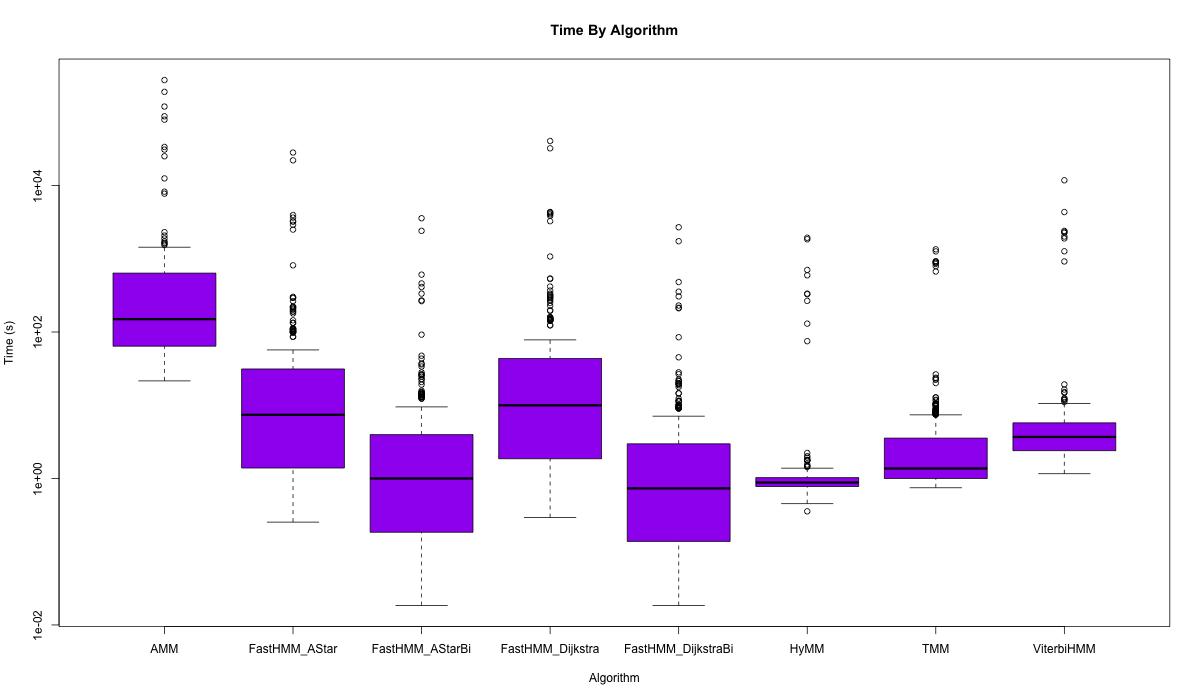 Time By Algorithm
Time (s)
1e+04
1e+02
1e+00
1e-02
AMM FastHMM_AStar FastHMM_AStarBi FastHMM_Dijkstra FastHMM_DijkstraBi HyMM TMM ViterbiHMM
Algorithm